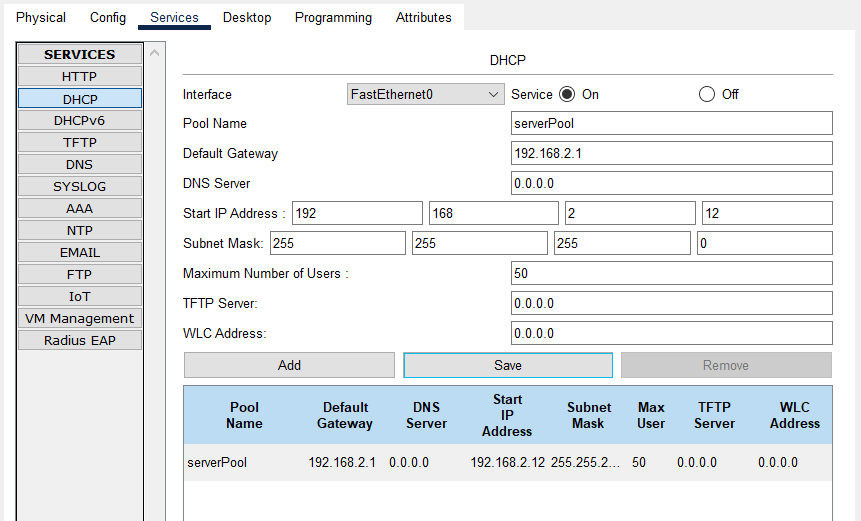 Physical Config Services Desktop Programming Attributes
SERVICES
HTTP
DHCP
DHCPv6
TFTP
DNS
SYSLOG
AAA
NTP
EMAIL
FTP
IoT
VM Management
Radius EAP
DHCP
Interface FastEthernet0 Service On Off
Pool Name serverPool
Default Gateway 192.168.2.1
DNS Server 0.0.0.0
Start IP Address : 192 168 2 12
Subnet Mask: 255 255 255 0
Maximum Number of Users : 50
TFTP Server: 0.0.0.0
WLC Address: 0.0.0.0
Add Save Remove
Pool Name Default Gateway DNS Server Start IP Address Subnet Mask Max User TFTP Server WLC Address
serverPool 192.168.2.1 0.0.0.0 192.168.2.12 255.255.2... 50 0.0.0.0 0.0.0.0